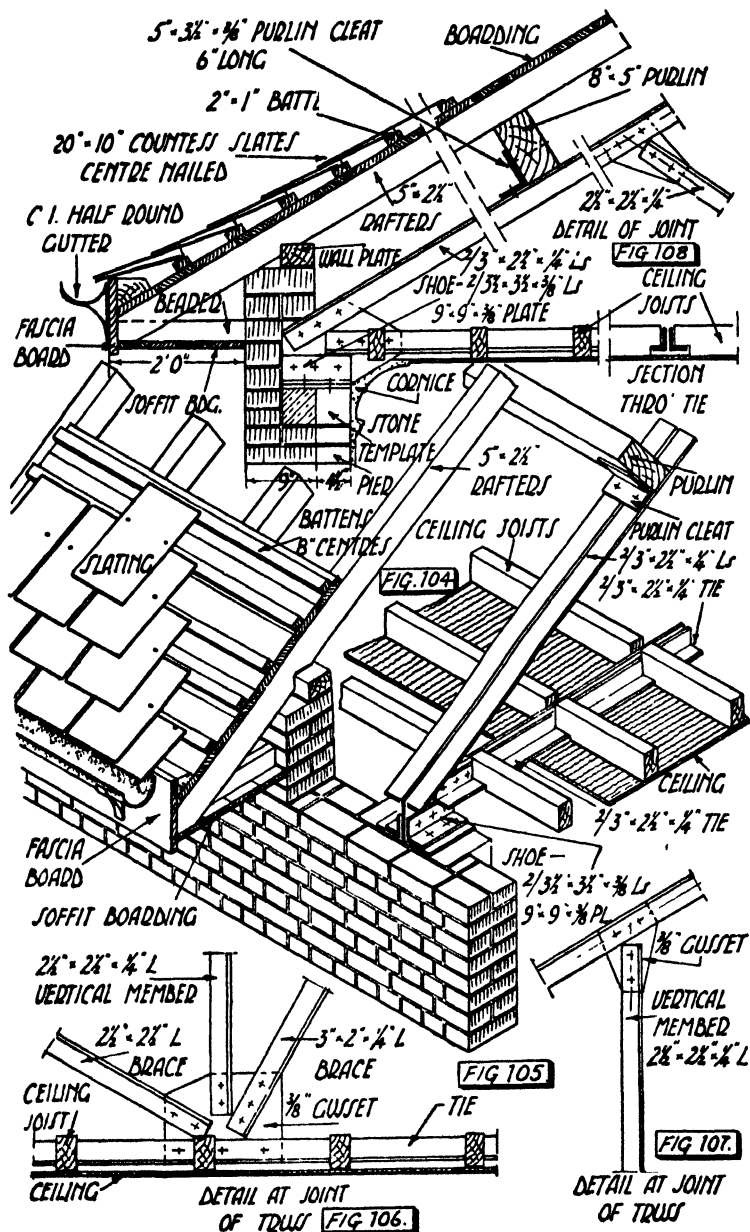 5" × 3½" × ⅜" PURLIN CLEAT
6" LONG
BOARDING
8" × 5" PURLIN
2" × 1" BATTE
20" × 10" COUNTESS SLATES
CENTRE NAILED
5" × 2½"
RAFTERS
2½" × 2½" × ¼"
DETAIL OF JOINT
FIG 108
C I. HALF ROUND
GUTTER
WALL PLATE
2/3" × 2½" × ¼" Ls
SHOE - 2/3½" × 3½" × ⅜" Ls
9" × 9" × ⅜" PLATE
CEILING
JOISTS
BEARER
FASCIA
BOARD
2' 0"
SOFFIT BDG.
CORNICE
SECTION
THRO' TIE
STONE
TEMPLATE
PIER
9"
4½"
5" × 2½"
RAFTERS
PURLIN
BATTENS
8" CENTRES
SLATING
CEILING JOISTS
PURLIN CLEAT
2/3" × 2½" × ¼" Ls
2/3" × 2½" × ¼" TIE
FIG. 104
CEILING
2/3" × 2½" × ¼" TIE
FASCIA
BOARD
SOFFIT BOARDING
SHOE —
2/3½" × 3½" × ⅜" Ls
9" × 9" × ⅜ PL
2½" × 2½" × ¼" L
VERTICAL MEMBER
⅜" GUSSET
2½" × 2½" L
BRACE
3" × 2" × ¼" L
BRACE
VERTICAL
MEMBER
2½" × 2½" × ¼" L
FIG 105
CEILING
JOIST
⅜" GUSSET
TIE
FIG 107.
CEILING
DETAIL AT JOINT
OF TRUSS FIG 106.
DETAIL AT JOINT
OF TRUSS